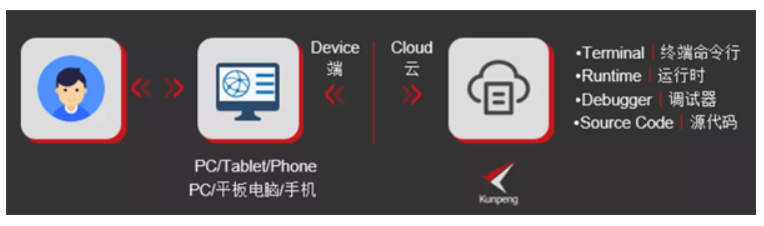 Device
端
Cloud
云
•Terminal | 终端命令行
•Runtime | 运行时
•Debugger | 调试器
•Source Code | 源代码
PC/Tablet/Phone
PC/平板电脑/手机
Kunpeng